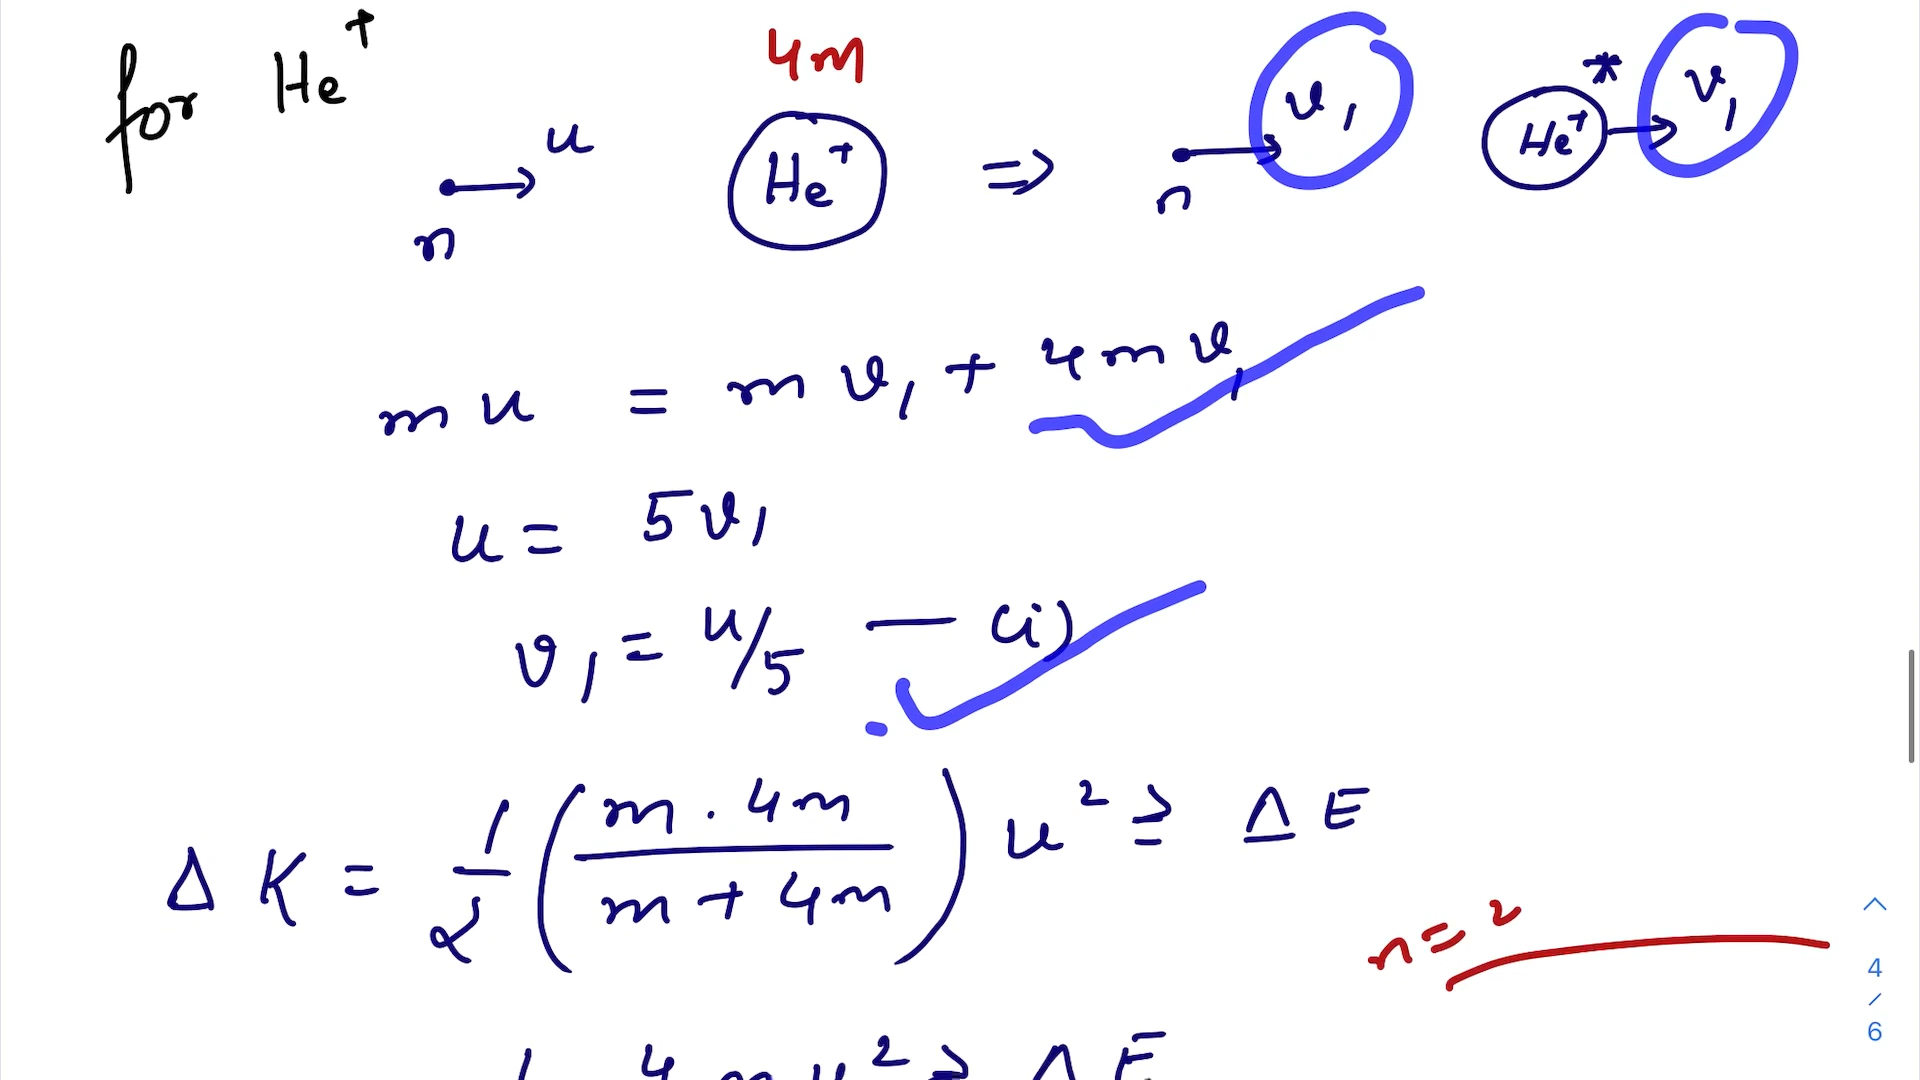 for He⁺
4m
n → u He⁺ ⇒ n → v₁ He⁺* → v₁
mu = mv₁ + 4mv₁
u = 5v₁
v₁ = u/5 — (i)
ΔK = 1/2 (m . 4m / m + 4m) u² ≥ ΔE
n = 2
4
/
6